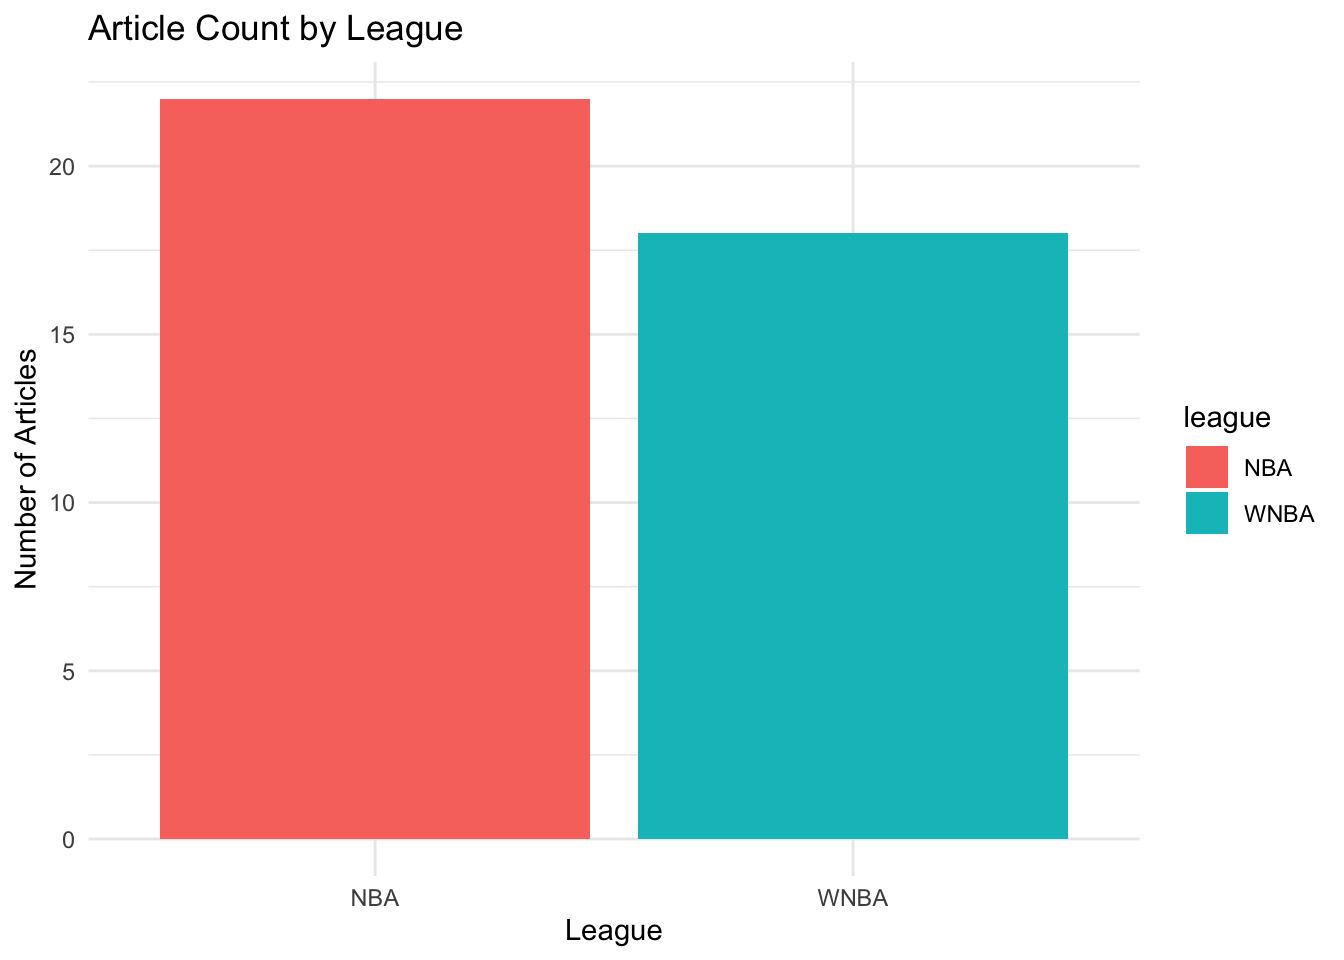 Article Count by League
Number of Articles
20
15
10
5
0
NBA
WNBA
League
league
NBA
WNBA